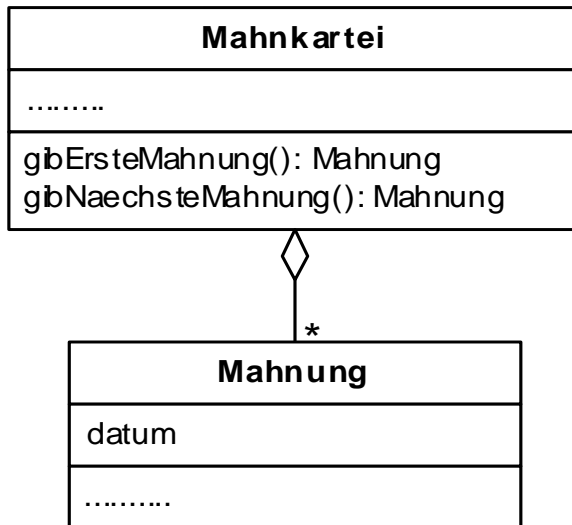 Mahnkartei
.........
gibErsteMahnung(): Mahnung
gibNaechsteMahnung(): Mahnung
*
Mahnung
datum
..........